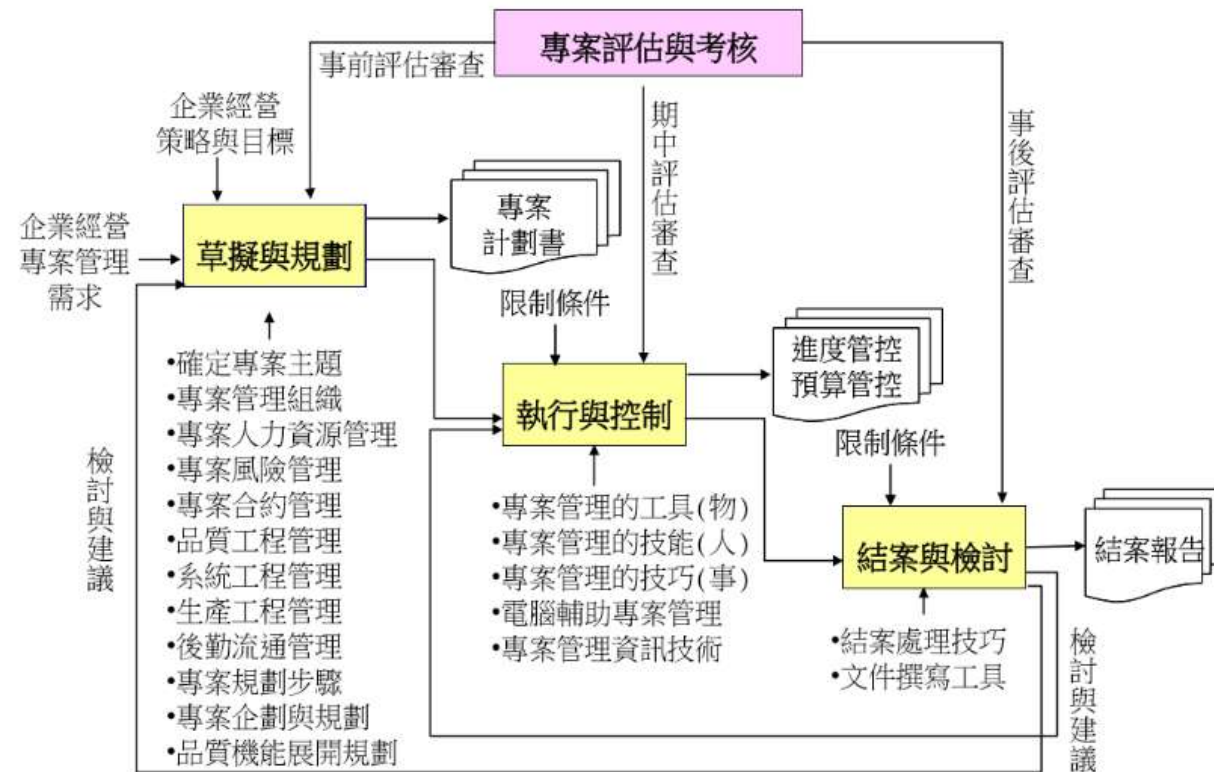 專案評估與考核
事前評估審查
企業經營
策略與目標
期中評估審查
事後評估審查
專案
計劃書
企業經營
專案管理
需求
草擬與規劃
限制條件
進度管控
預算管控
•確定專案主題
•專案管理組織
•專案人力資源管理
•專案風險管理
•專案合約管理
•品質工程管理
•系統工程管理
•生產工程管理
•後勤流通管理
•專案規劃步驟
•專案企劃與規劃
•品質機能展開規劃
執行與控制
限制條件
檢討與建議
•專案管理的工具(物)
•專案管理的技能(人)
•專案管理的技巧(事)
•電腦輔助專案管理
•專案管理資訊技術
結案與檢討
結案報告
•結案處理技巧
•文件撰寫工具
檢討與建議